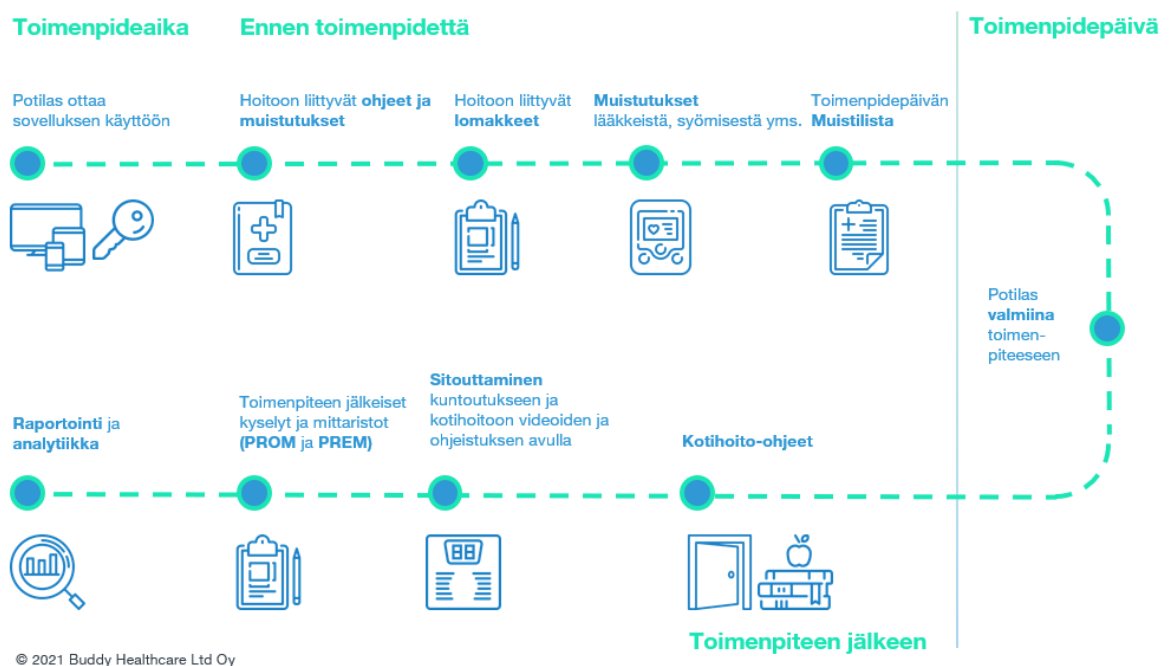 Toimenpideaika
Ennen toimenpidettä
Toimenpidepäivä
Potilas ottaa
sovelluksen käyttöön
Hoitoon liittyvät ohjeet ja
muistutukset
Hoitoon liittyvät
lomakkeet
Muistutukset
lääkkeistä, syömisestä yms.
Toimenpidepäivän
Muistilista
Potilas
valmiina
toimen-
piteeseen
Raportointi ja
analytiikka
Toimenpiteen jälkeiset
kyselyt ja mittaristot
(PROM ja PREM)
Sitouttaminen
kuntoutukseen ja
kotihoitoon videoiden ja
ohjeistuksen avulla
Kotihoito-ohjeet
Toimenpiteen jälkeen
© 2021 Buddy Healthcare Ltd Oy